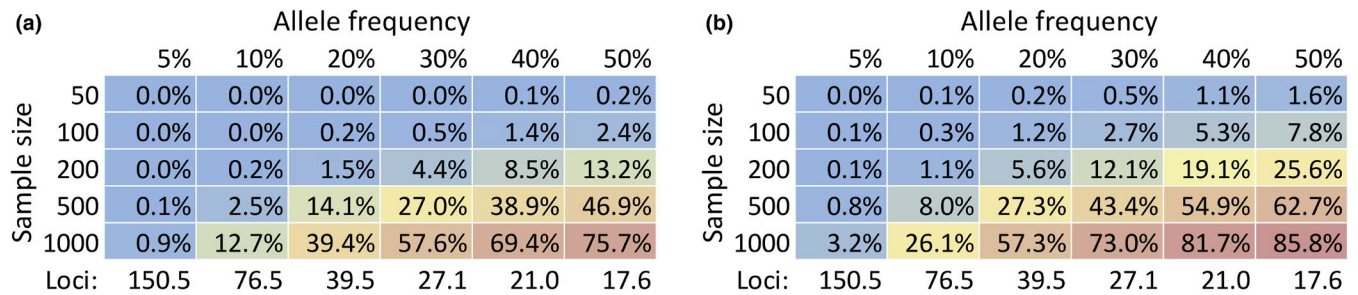 (a) Allele frequency
5% 10% 20% 30% 40% 50%
Sample size
50 0.0% 0.0% 0.0% 0.0% 0.1% 0.2%
100 0.0% 0.0% 0.2% 0.5% 1.4% 2.4%
200 0.0% 0.2% 1.5% 4.4% 8.5% 13.2%
500 0.1% 2.5% 14.1% 27.0% 38.9% 46.9%
1000 0.9% 12.7% 39.4% 57.6% 69.4% 75.7%
Loci: 150.5 76.5 39.5 27.1 21.0 17.6
(b) Allele frequency
5% 10% 20% 30% 40% 50%
Sample size
50 0.0% 0.1% 0.2% 0.5% 1.1% 1.6%
100 0.1% 0.3% 1.2% 2.7% 5.3% 7.8%
200 0.1% 1.1% 5.6% 12.1% 19.1% 25.6%
500 0.8% 8.0% 27.3% 43.4% 54.9% 62.7%
1000 3.2% 26.1% 57.3% 73.0% 81.7% 85.8%
Loci: 150.5 76.5 39.5 27.1 21.0 17.6